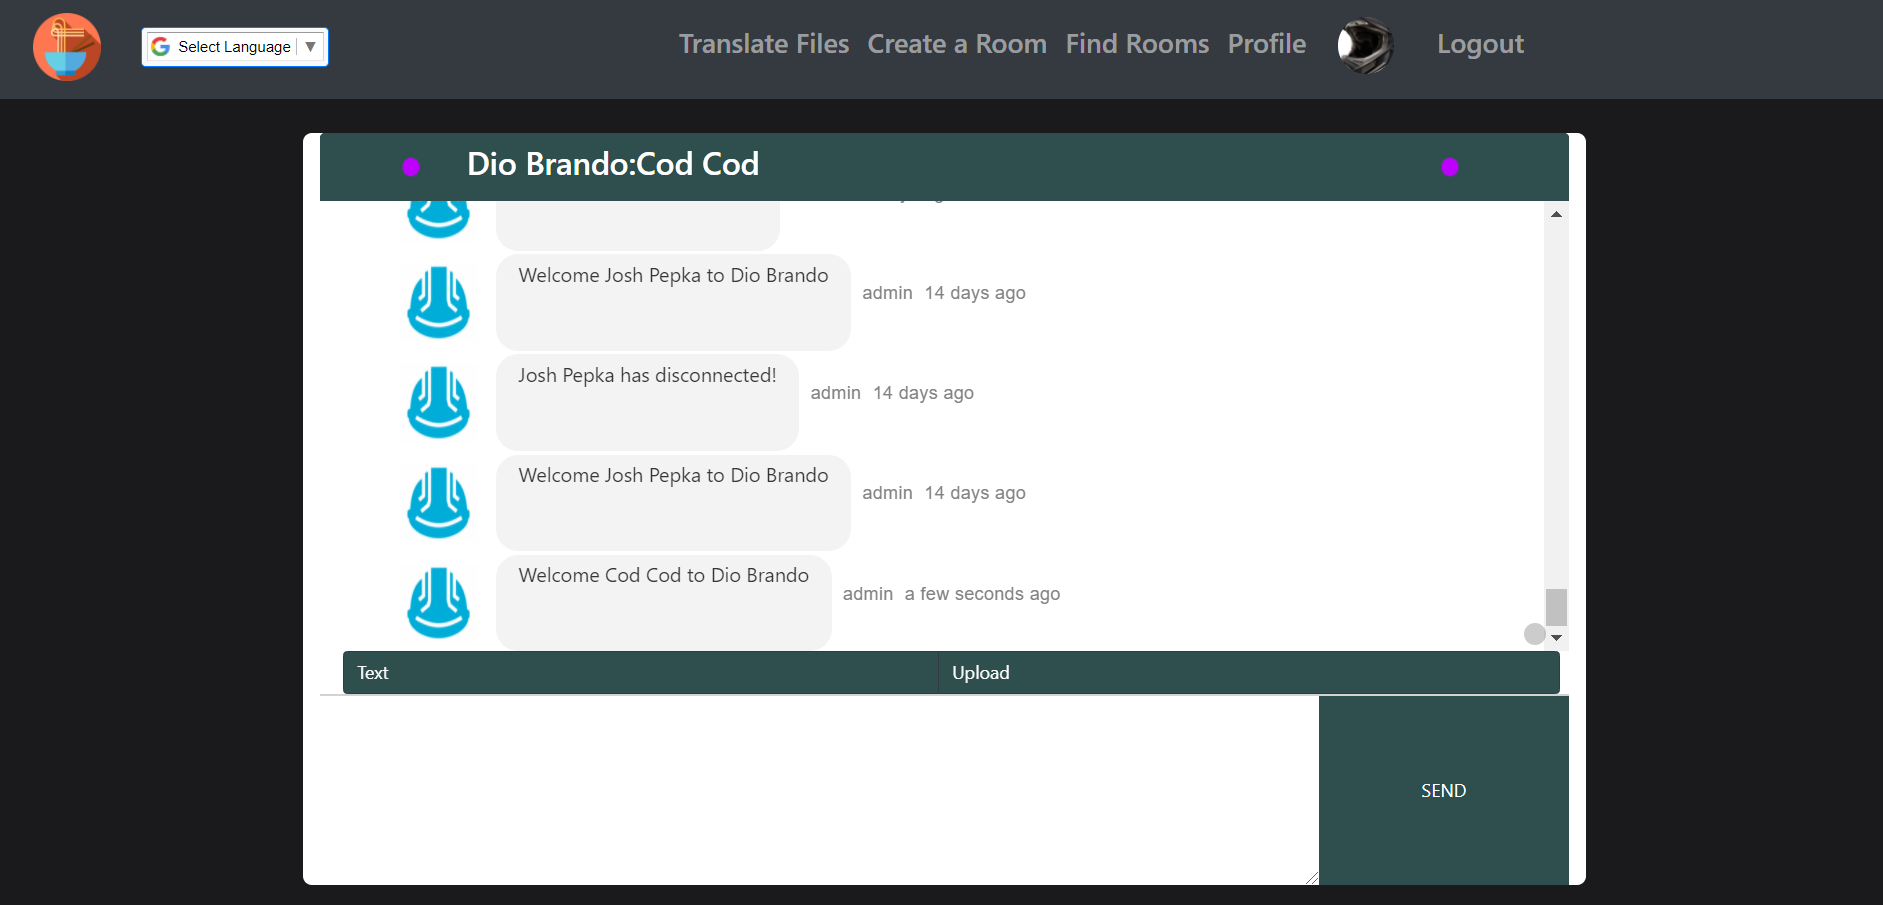 Select Language ▼
Translate Files Create a Room Find Rooms Profile Logout
Dio Brando:Cod Cod
Welcome Josh Pepka to Dio Brando
admin 14 days ago
Josh Pepka has disconnected!
admin 14 days ago
Welcome Josh Pepka to Dio Brando
admin 14 days ago
Welcome Cod Cod to Dio Brando
admin a few seconds ago
Text Upload
SEND